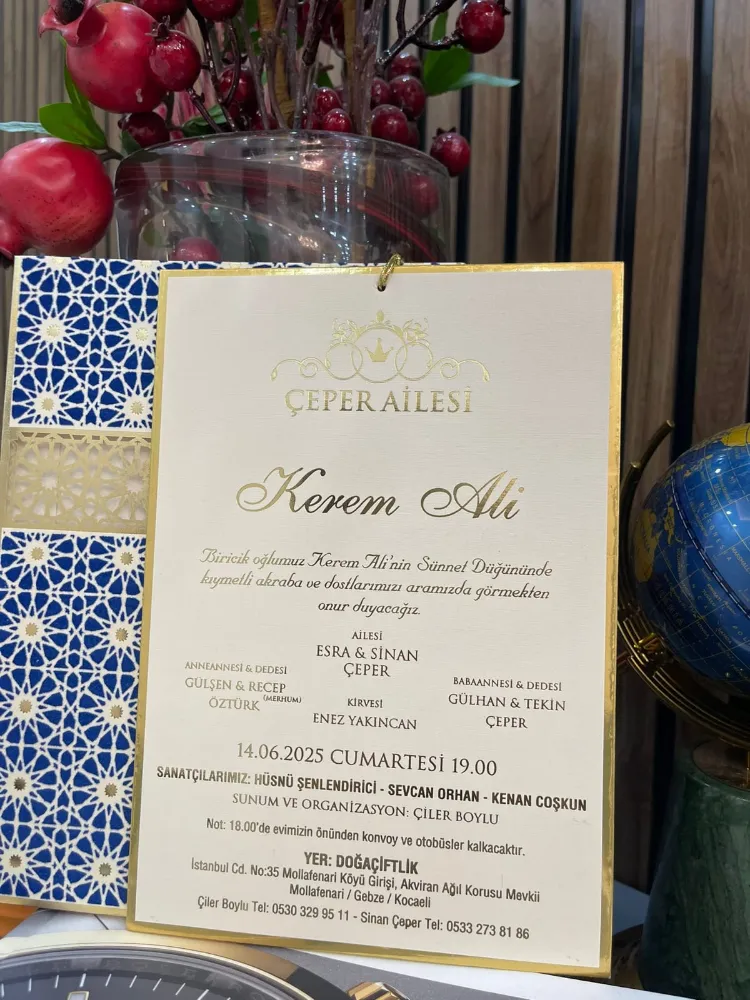 ÇEPER AİLESİ
Kerem Ali
Biricik oğlumuz Kerem Ali'nin Sünnet Düğününde
kıymetli akraba ve dostlarımızı aramızda görmekten
onur duyacağız.
AİLESİ
ESRA & SİNAN
ÇEPER
ANNEANNESİ & DEDESİ
GÜLŞEN & RECEP
ÖZTÜRK (MERHUM)
KİRVESİ
ENEZ YAKINCAN
BABAANNESİ & DEDESİ
GÜLHAN & TEKİN
ÇEPER
14.06.2025 CUMARTESİ 19.00
SANATÇILARIMIZ: HÜSNÜ ŞENLENDİRİCİ - SEVCAN ORHAN - KENAN COŞKUN
SUNUM VE ORGANİZASYON: ÇİLER BOYLU
Not: 18.00'de evimizin önünden konvoy ve otobüsler kalkacaktır.
YER: DOĞAÇİFTLİK
İstanbul Cd. No:35 Mollafenari Köyü Girişi, Akviran Ağıl Korusu Mevkii
Mollafenari / Gebze / Kocaeli
Çiler Boylu Tel: 0530 329 95 11 - Sinan Çeper Tel: 0533 273 81 86